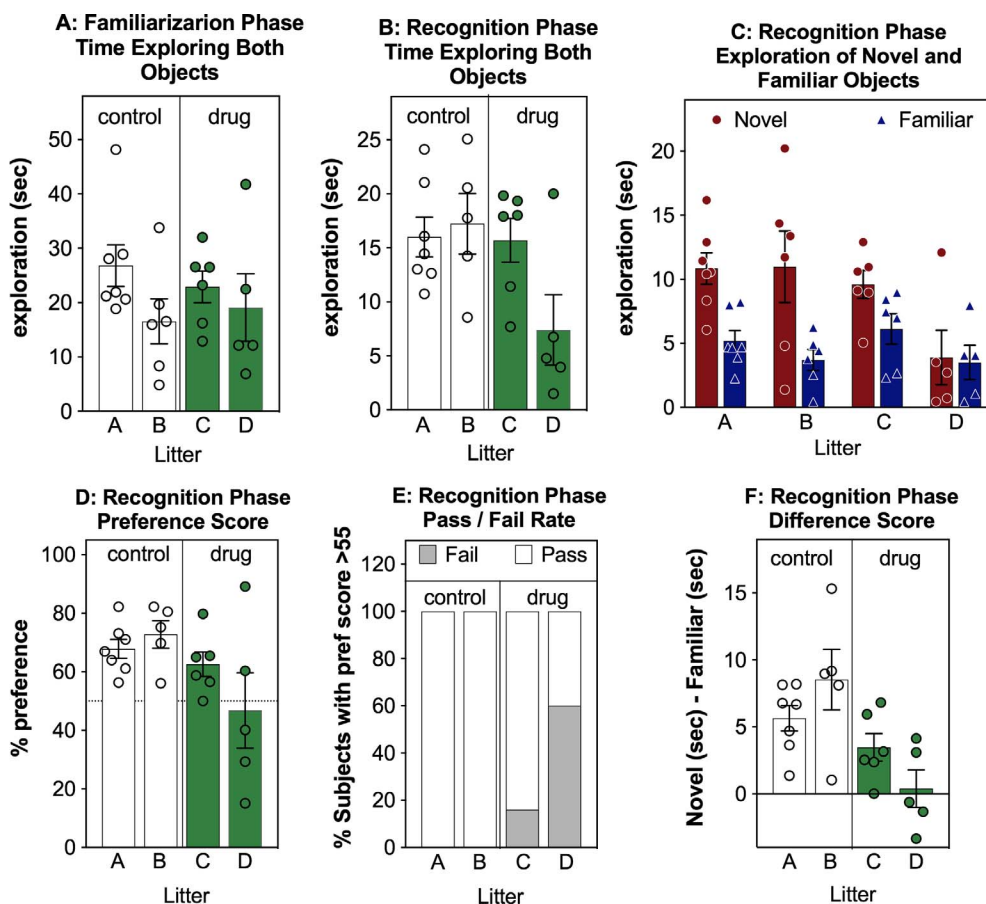 A: Familiarizarion Phase
Time Exploring Both
Objects
control
drug
exploration (sec)
50
40
30
20
10
0
A
B
C
D
Litter
B: Recognition Phase
Time Exploring Both
Objects
control
drug
exploration (sec)
25
20
15
10
5
0
A
B
C
D
Litter
C: Recognition Phase
Exploration of Novel and
Familiar Objects
Novel
Familiar
exploration (sec)
20
15
10
5
0
A
B
C
D
Litter
D: Recognition Phase
Preference Score
control
drug
% preference
100
80
60
40
20
0
A
B
C
D
Litter
E: Recognition Phase
Pass / Fail Rate
Fail
Pass
control
drug
% Subjects with pref score >55
120
100
80
60
40
20
0
A
B
C
D
Litter
F: Recognition Phase
Difference Score
control
drug
Novel (sec) - Familiar (sec)
15
10
5
0
A
B
C
D
Litter